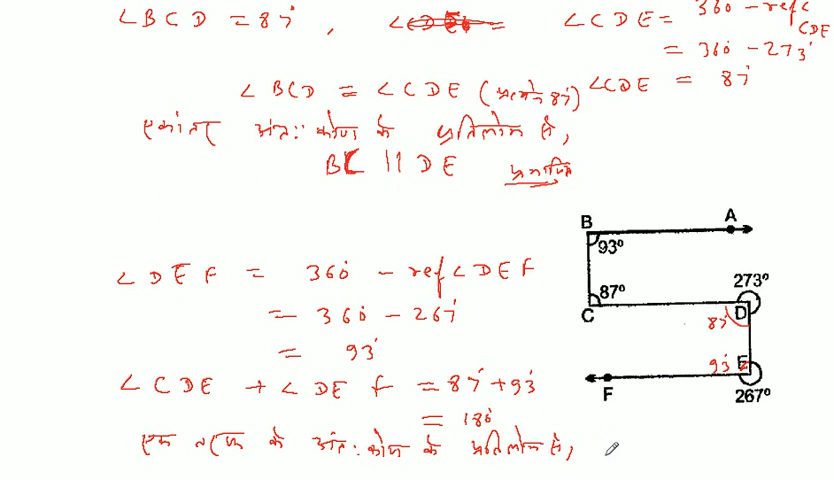 ∠BCD = 87°, ∠CDE = 360 - ref∠CDE
= 360 - 273°
∠CDE = 87°
∠BCD = ∠CDE (प्रत्येक 87°)
एकांतर अंतः कोण के प्रतिलोम से,
BC || DE प्रमाणित
∠DEF = 360 - ref∠DEF
= 360 - 267°
= 93°
∠CDE + ∠DEF = 87° + 93°
= 180
एक तरफ के अंतः कोण के प्रतिलोम से,
B A
93°
87° 273°
C D
87°
93° E
F 267°